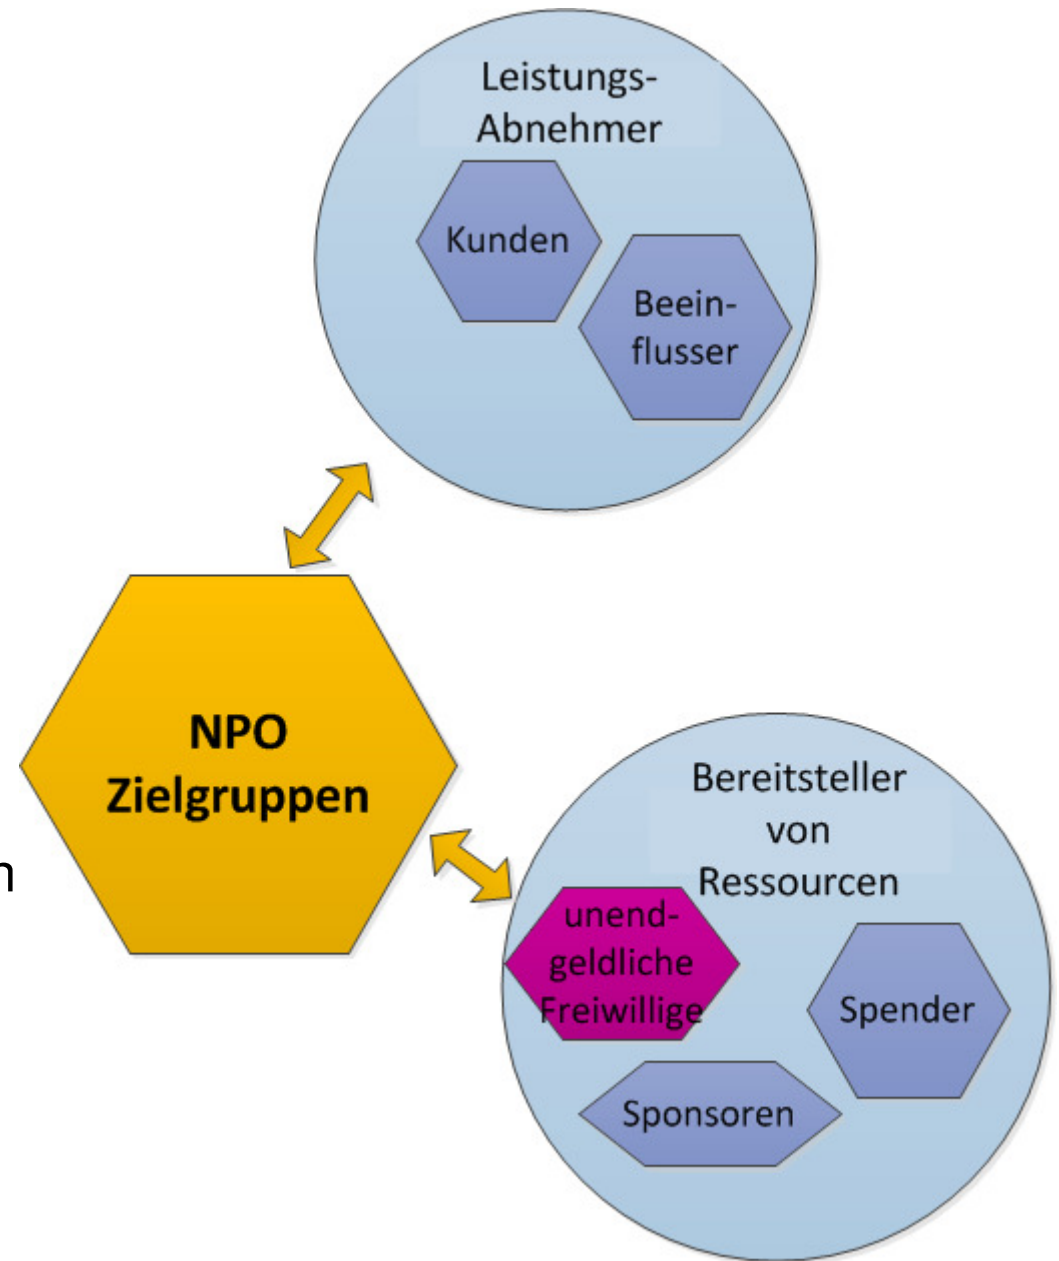 Leistungs-
Abnehmer
Kunden
Beein-
flusser
NPO
Zielgruppen
n
Bereitsteller
von
Ressourcen
unend-
geldliche
Freiwillige
Spender
Sponsoren